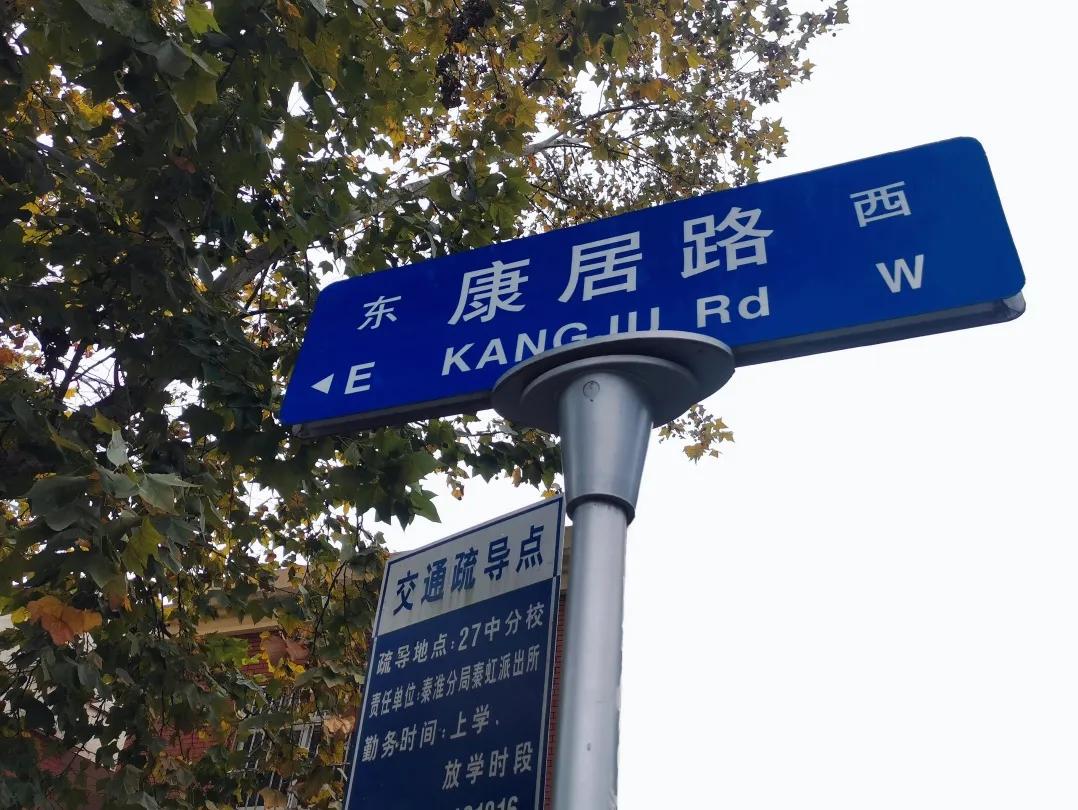 东 康居路 西
◀E KANGJIU Rd W
交通疏导点
疏导地点:27中分校
责任单位:秦淮分局秦虹派出所
勤务时间:上学、
放学时段